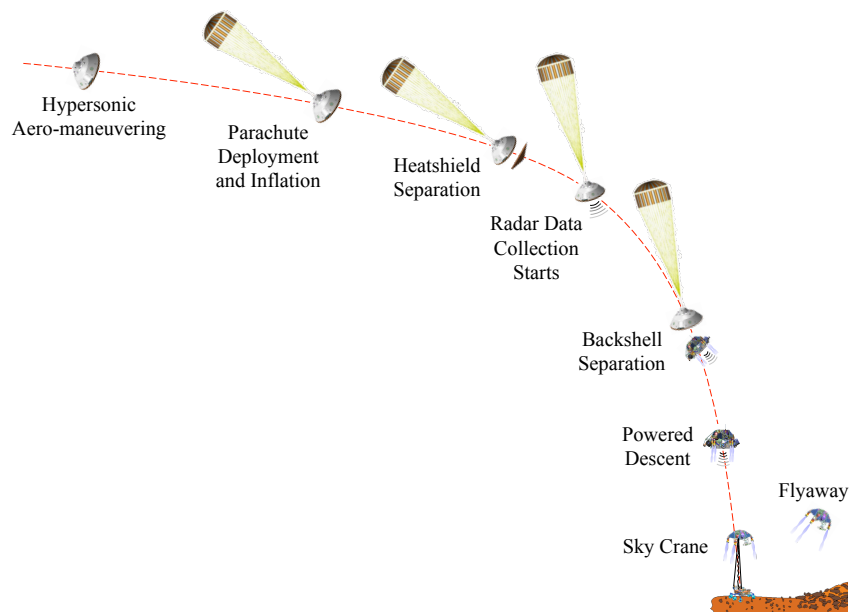 Hypersonic
Aero-maneuvering
Parachute
Deployment
and Inflation
Heatshield
Separation
Radar Data
Collection
Starts
Backshell
Separation
Powered
Descent
Flyaway
Sky Crane